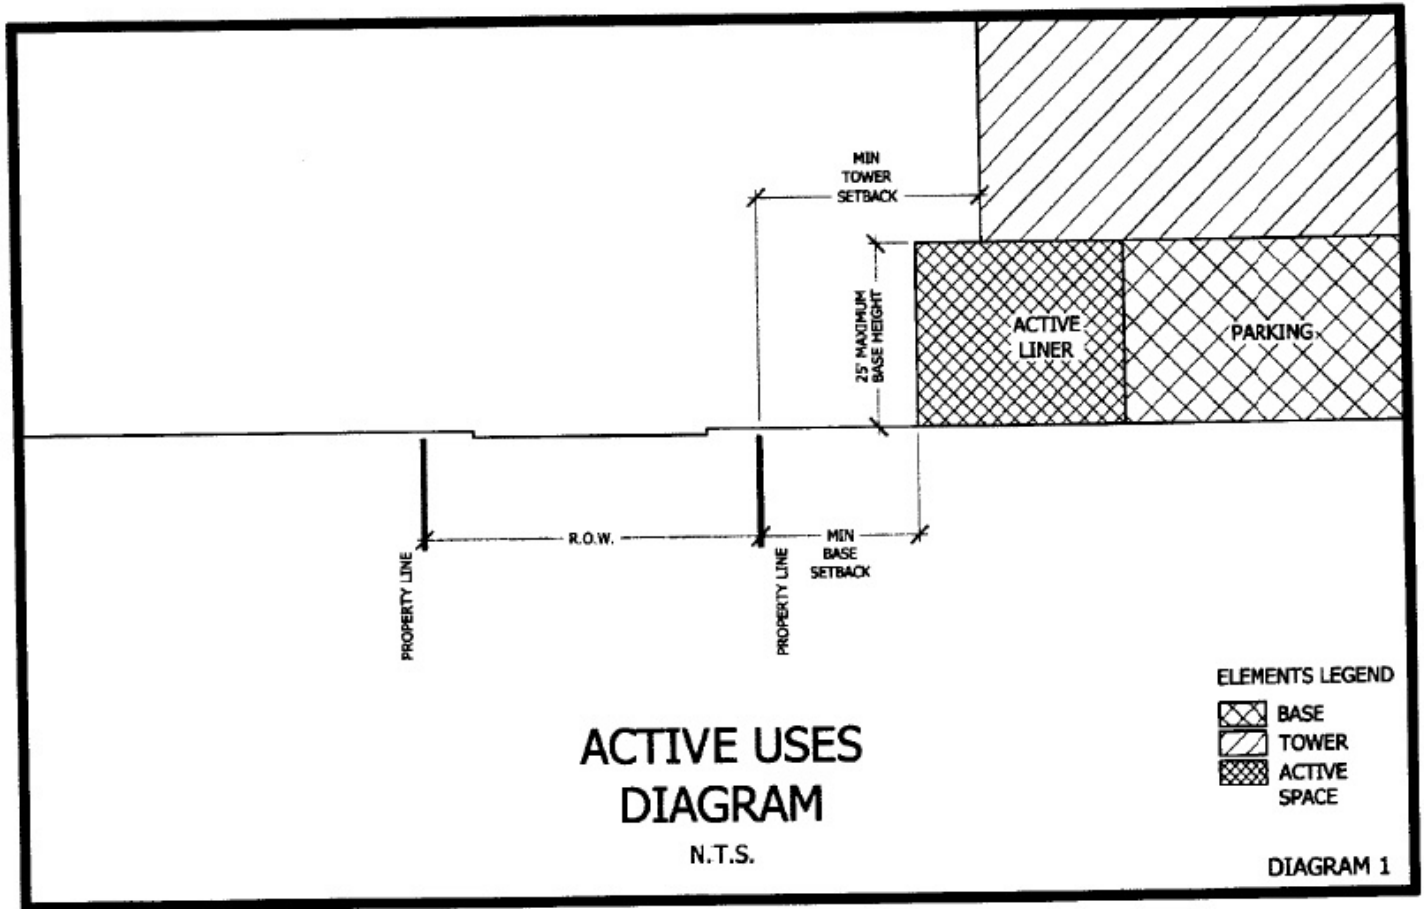 MIN
TOWER
SETBACK
25' MAXIMUM
BASE HEIGHT
ACTIVE
LINER
PARKING
R.O.W.
MIN
BASE
SETBACK
PROPERTY LINE
PROPERTY LINE
ELEMENTS LEGEND
BASE
TOWER
ACTIVE
SPACE
ACTIVE USES
DIAGRAM
N.T.S.
DIAGRAM 1